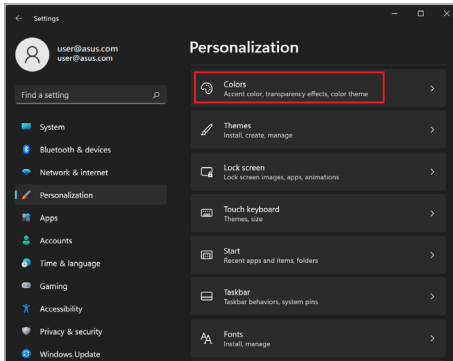 Settings
user@asus.com
user@asus.com
Find a setting
System
Bluetooth & devices
Network & internet
Personalization
Apps
Accounts
Time & language
Gaming
Accessibility
Privacy & security
Windows Update
Personalization
Colors
Accent color, transparency effects, color theme
Themes
Install, create, manage
Lock screen
Lock screen images, apps, animations
Touch keyboard
Themes, size
Start
Recent apps and items, folders
Taskbar
Taskbar behaviors, system pins
Fonts
Install, manage